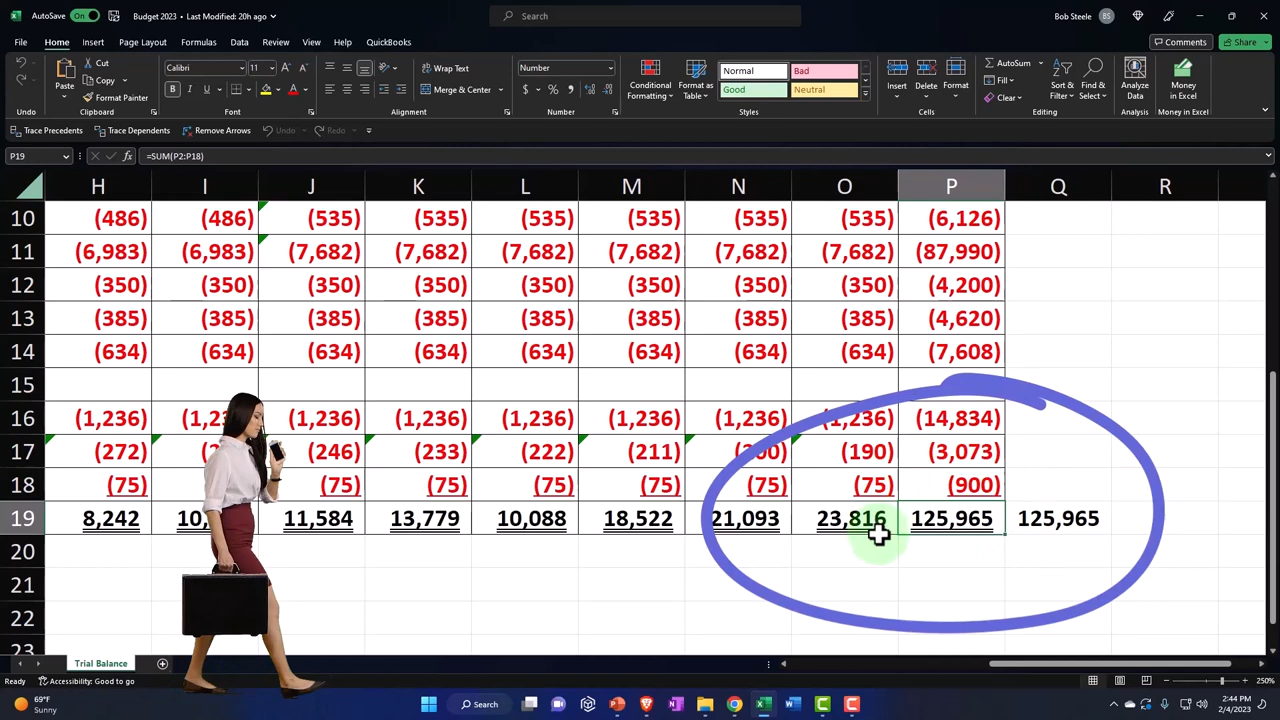 AutoSave On Budget 2023 • Last Modified: 20h ago Search Bob Steele BS
File Home Insert Page Layout Formulas Data Review View Help QuickBooks Comments Share
Paste Cut Copy Format Painter Calibri 11 Wrap Text Merge & Center Number Conditional Formatting Format as Table Normal Bad Good Neutral Insert Delete Format AutoSum Fill Clear Sort & Filter Find & Select Analyze Data Money in Excel
Undo Clipboard Font Alignment Number Styles Cells Editing Analysis Money in Excel
Trace Precedents Trace Dependents Remove Arrows Undo Redo
P19 fx =SUM(P2:P18)
H I J K L M N O P Q R
10 (486) (486) (535) (535) (535) (535) (535) (535) (6,126)
11 (6,983) (6,983) (7,682) (7,682) (7,682) (7,682) (7,682) (7,682) (87,990)
12 (350) (350) (350) (350) (350) (350) (350) (350) (4,200)
13 (385) (385) (385) (385) (385) (385) (385) (385) (4,620)
14 (634) (634) (634) (634) (634) (634) (634) (634) (7,608)
15
16 (1,236) (1,236) (1,236) (1,236) (1,236) (1,236) (1,236) (14,834)
17 (272) (246) (233) (222) (211) (190) (3,073)
18 (75) (75) (75) (75) (75) (75) (75) (900)
19 8,242 11,584 13,779 10,088 18,522 21,093 23,816 125,965 125,965
20
21
22
23
Trial Balance
Ready Accessibility: Good to go 250%
69°F Sunny Search 2:44 PM 2/4/2023